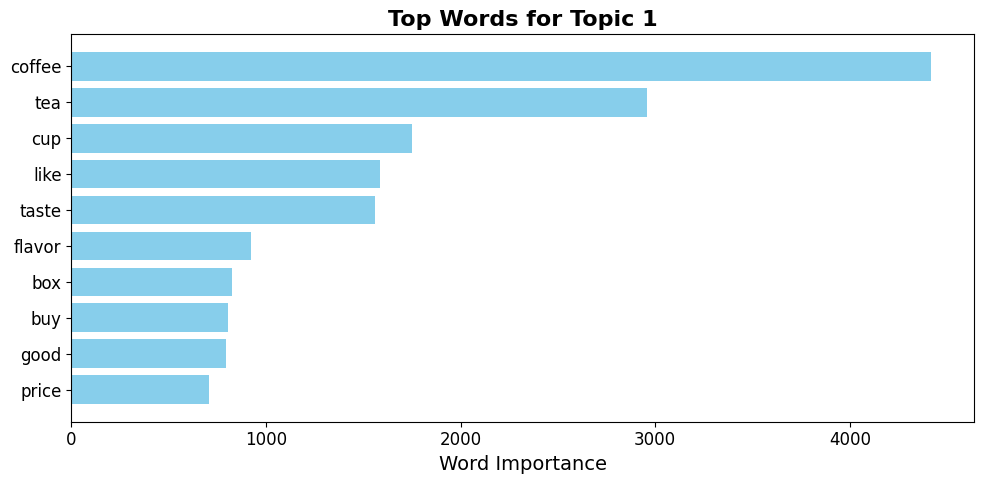 Top Words for Topic 1
coffee
tea
cup
like
taste
flavor
box
buy
good
price
0 1000 2000 3000 4000
Word Importance